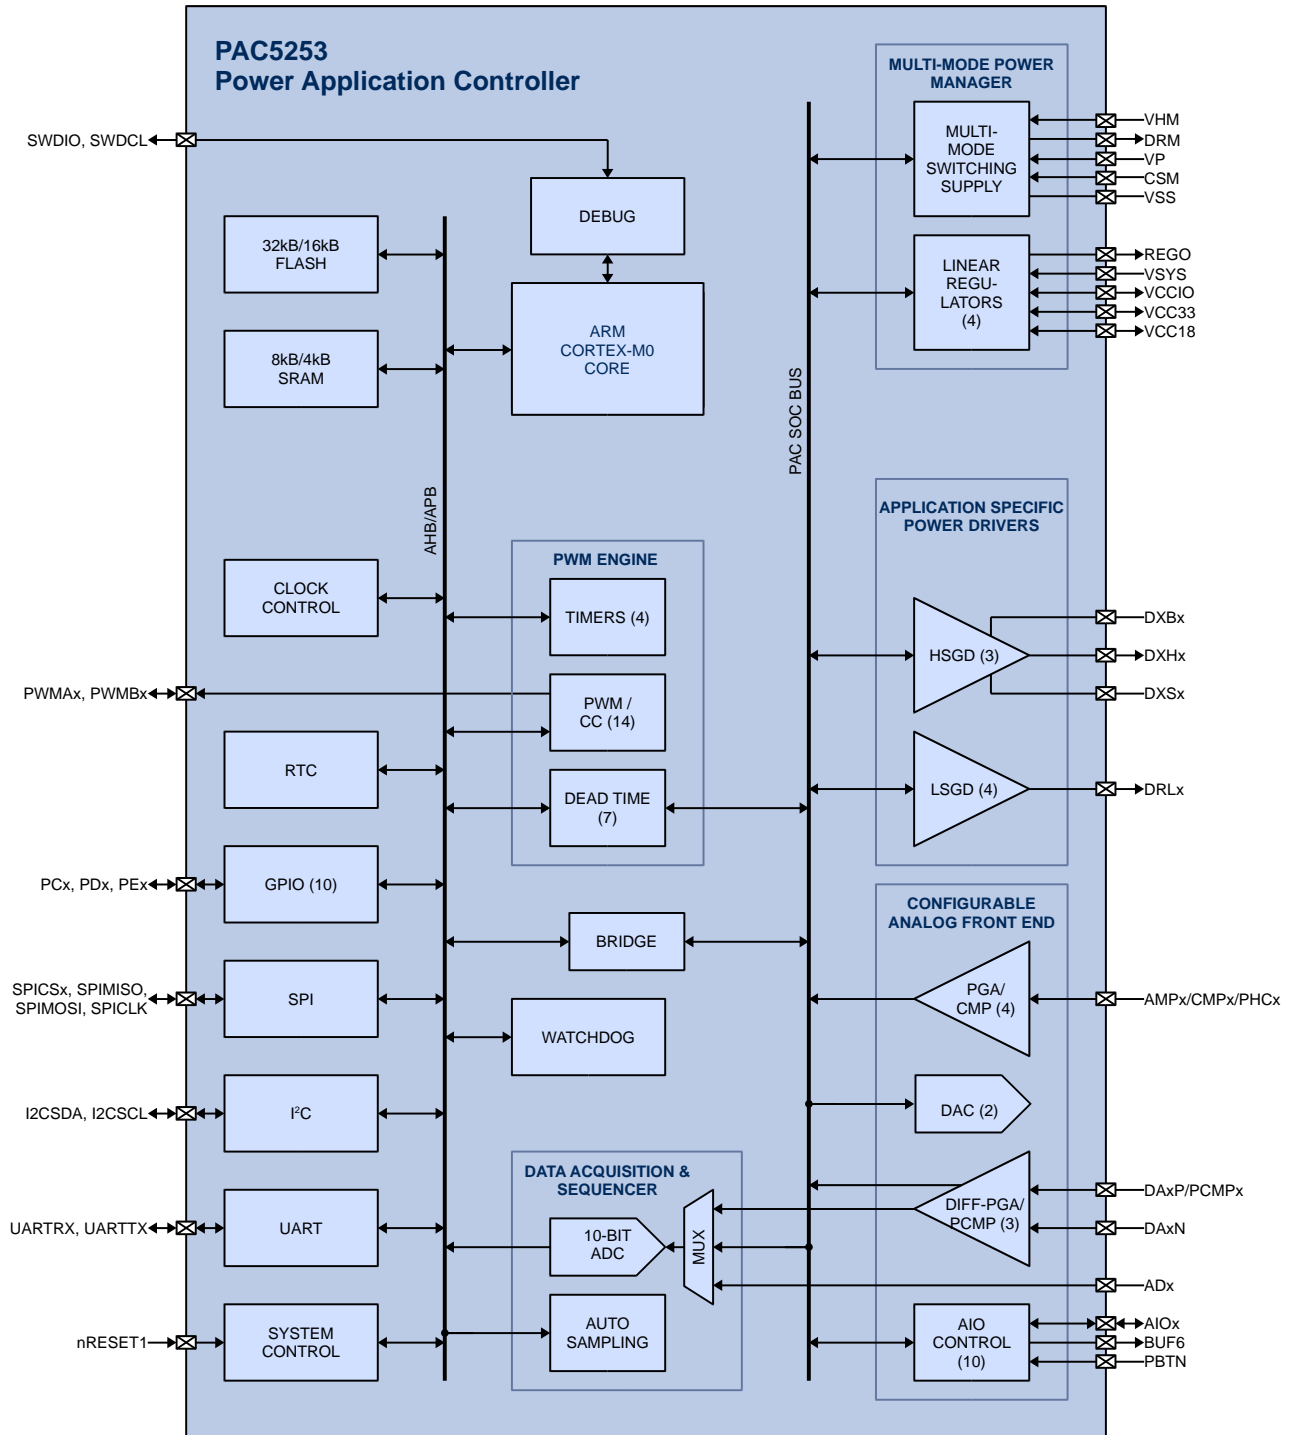 PAC5253
Power Application Controller
MULTI-MODE POWER
MANAGER
MULTI-
MODE
SWITCHING
SUPPLY
VHM
DRM
VP
CSM
VSS
SWDIO, SWDCL
DEBUG
32kB/16kB
FLASH
LINEAR
REGU-
LATORS
(4)
REGO
VSYS
VCCIO
VCC33
VCC18
ARM
CORTEX-M0
CORE
8kB/4kB
SRAM
PAC SOC BUS
AHB/APB
APPLICATION SPECIFIC
POWER DRIVERS
PWM ENGINE
CLOCK
CONTROL
TIMERS (4)
HSGD (3)
DXBx
DXHx
DXSx
PWMAx, PWMBx
PWM /
CC (14)
RTC
DEAD TIME
(7)
LSGD (4)
DRLx
PCx, PDx, PEx
GPIO (10)
CONFIGURABLE
ANALOG FRONT END
BRIDGE
SPICSx, SPIMISO,
SPIMOSI, SPICLK
SPI
PGA/
CMP (4)
AMPx/CMPx/PHCx
WATCHDOG
I2CSDA, I2CSCL
I²C
DAC (2)
DATA ACQUISITION &
SEQUENCER
UARTRX, UARTTX
UART
10-BIT
ADC
MUX
DIFF-PGA/
PCMP (3)
DAxP/PCMPx
DAxN
ADx
nRESET1
SYSTEM
CONTROL
AUTO
SAMPLING
AIO
CONTROL
(10)
AIOx
BUF6
PBTN